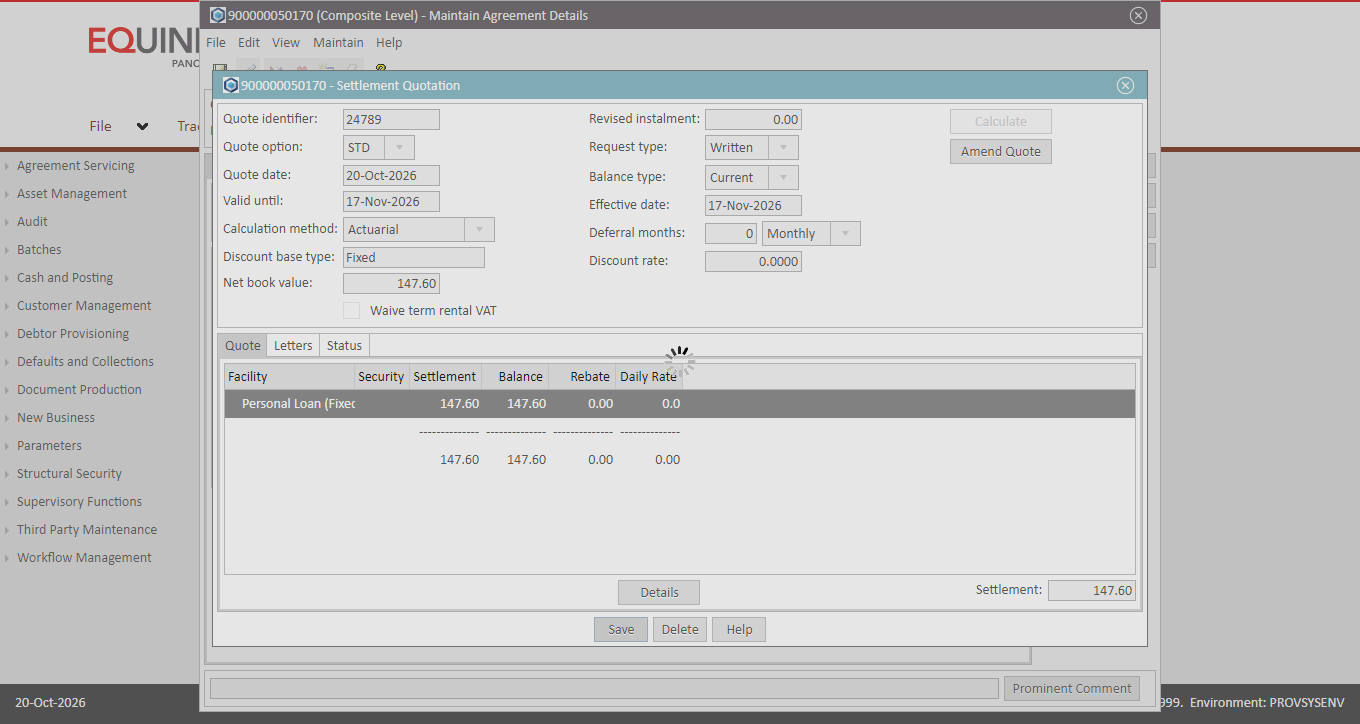 900000050170 (Composite Level) - Maintain Agreement Details
EQUINI
PANO
File Edit View Maintain Help
900000050170 - Settlement Quotation
File
Agreement Servicing
Asset Management
Audit
Batches
Cash and Posting
Customer Management
Debtor Provisioning
Defaults and Collections
Document Production
New Business
Parameters
Structural Security
Supervisory Functions
Third Party Maintenance
Workflow Management
Quote identifier: 24789
Quote option: STD
Quote date: 20-Oct-2026
Valid until: 17-Nov-2026
Calculation method: Actuarial
Discount base type: Fixed
Net book value: 147.60
Waive term rental VAT
Revised instalment: 0.00
Request type: Written
Balance type: Current
Effective date: 17-Nov-2026
Deferral months: 0 Monthly
Discount rate: 0.0000
Calculate
Amend Quote
Quote Letters Status
Facility Security Settlement Balance Rebate Daily Rate
Personal Loan (Fixed 147.60 147.60 0.00 0.0
-------------- -------------- -------------- --------------
147.60 147.60 0.00 0.00
Details
Settlement: 147.60
Save Delete Help
Prominent Comment
20-Oct-2026
999. Environment: PROVSYSENV